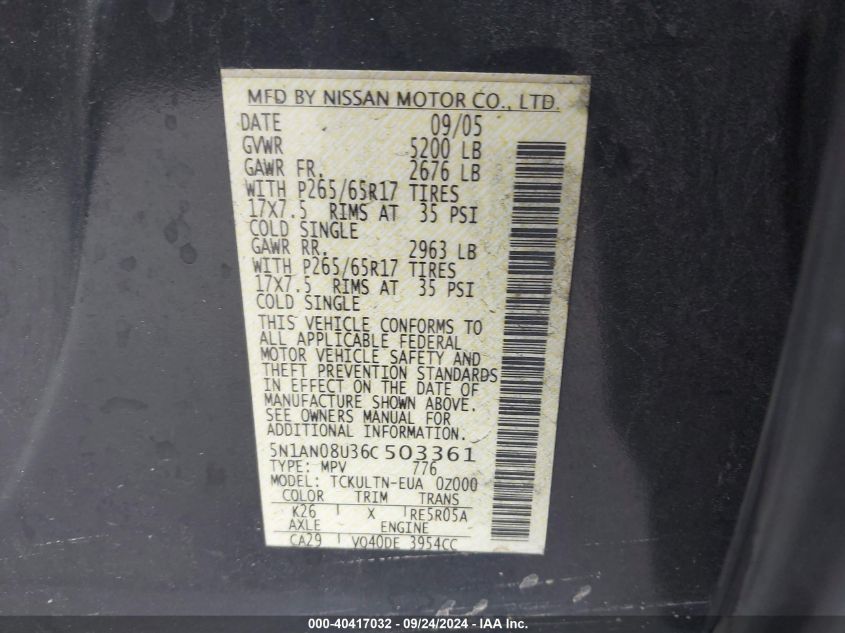 MFD BY NISSAN MOTOR CO., LTD.
DATE 09/05
GVWR 5200 LB
GAWR FR. 2676 LB
WITH P265/65R17 TIRES
17X7.5 RIMS AT 35 PSI
COLD SINGLE
GAWR RR. 2963 LB
WITH P265/65R17 TIRES
17X7.5 RIMS AT 35 PSI
COLD SINGLE
THIS VEHICLE CONFORMS TO
ALL APPLICABLE FEDERAL
MOTOR VEHICLE SAFETY AND
THEFT PREVENTION STANDARDS
IN EFFECT ON THE DATE OF
MANUFACTURE SHOWN ABOVE.
SEE OWNERS MANUAL FOR
ADDITIONAL INFORMATION.
5N1AN08U36C503361
TYPE: MPV 776
MODEL: TCKULTN-EUA 0Z000
COLOR TRIM TRANS
K26 X RE5R05A
AXLE ENGINE
CA29 VQ40DE 3954CC
000-40417032 - 09/24/2024 - IAA Inc.